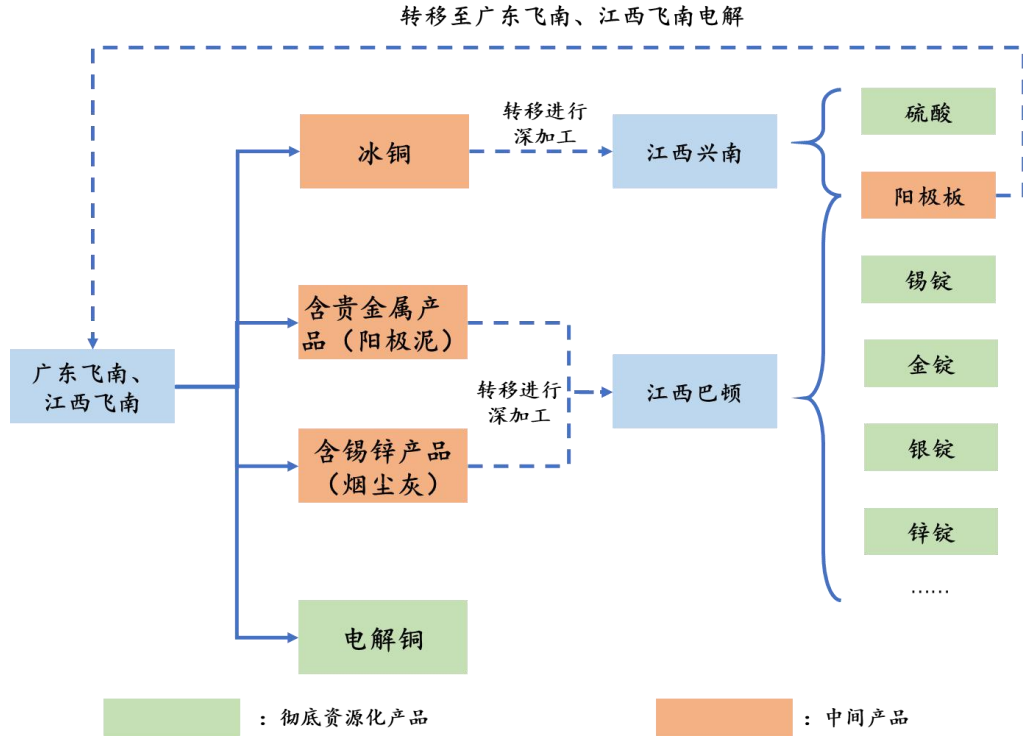 转移至广东飞南、江西飞南电解
冰铜
转移进行
深加工
江西兴南
硫酸
阳极板
锡锭
含贵金属产
品（阳极泥）
广东飞南、
江西飞南
转移进行
深加工
江西巴顿
金锭
含锡锌产品
（烟尘灰）
银锭
锌锭
……
电解铜
：彻底资源化产品
：中间产品